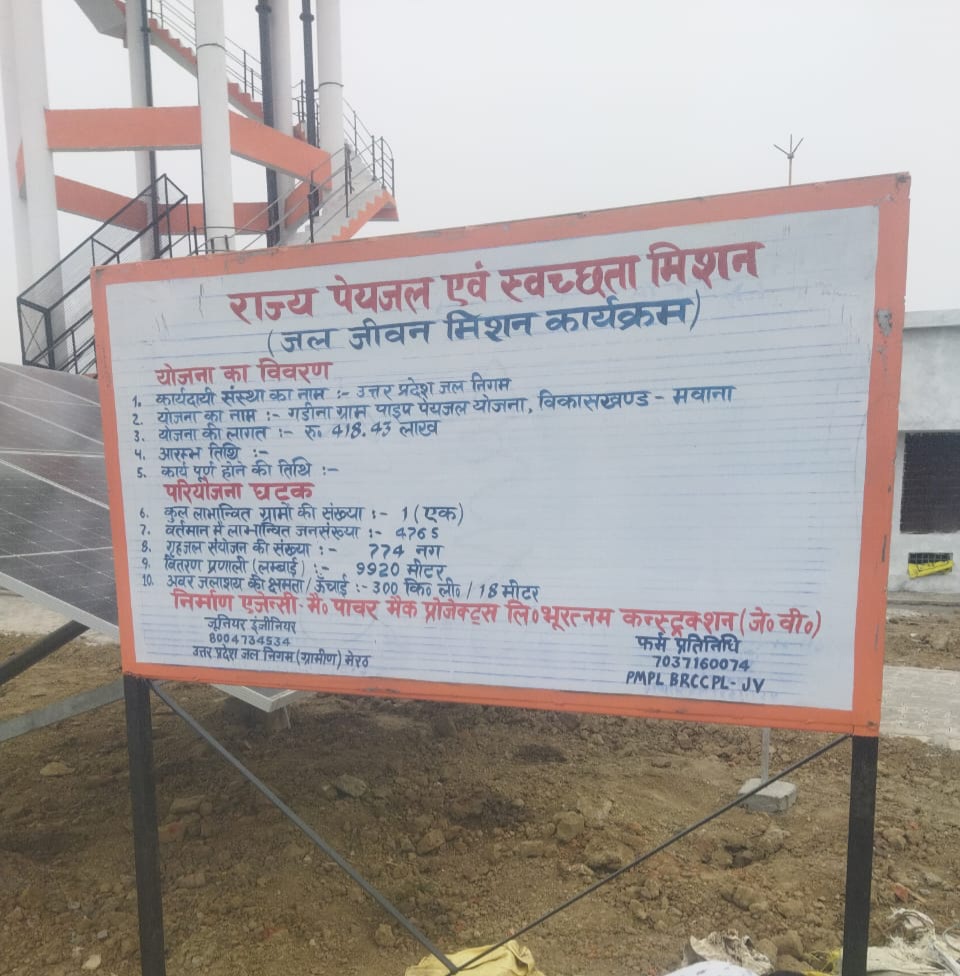 राज्य पेयजल एवं स्वच्छता मिशन
(जल जीवन मिशन कार्यक्रम)
योजना का विवरण
1. कार्यदायी संस्था का नाम :- उत्तर प्रदेश जल निगम
2. योजना का नाम :- गडीना ग्राम पाइप पेयजल योजना, विकासखण्ड - मवाना
3. योजना की लागत :- रु० 418.43 लाख
4. आरम्भ तिथि :-
5. कार्य पूर्ण होने की तिथि :-
परियोजना घटक
6. कुल लाभान्वित ग्रामों की संख्या :- 1 (एक)
7. वर्तमान में लाभान्वित जनसंख्या :- 4765
8. गृहजल संयोजन की संख्या :- 774 नग
9. वितरण प्रणाली (लम्बाई) :- 9920 मीटर
10. अवर जलाशय की क्षमता / ऊँचाई :- 300 कि० ली० / 18 मीटर
निर्माण एजेन्सी - मै० पावर मैक प्रोजेक्ट्स लि० भूरत्नम कन्स्ट्रक्शन (जे० वी०)
जूनियर इंजीनियर
8004734534
उत्तर प्रदेश जल निगम (ग्रामीण) मेरठ
फर्म प्रतिनिधि
7037160074
PMPL BRCCPL- JV